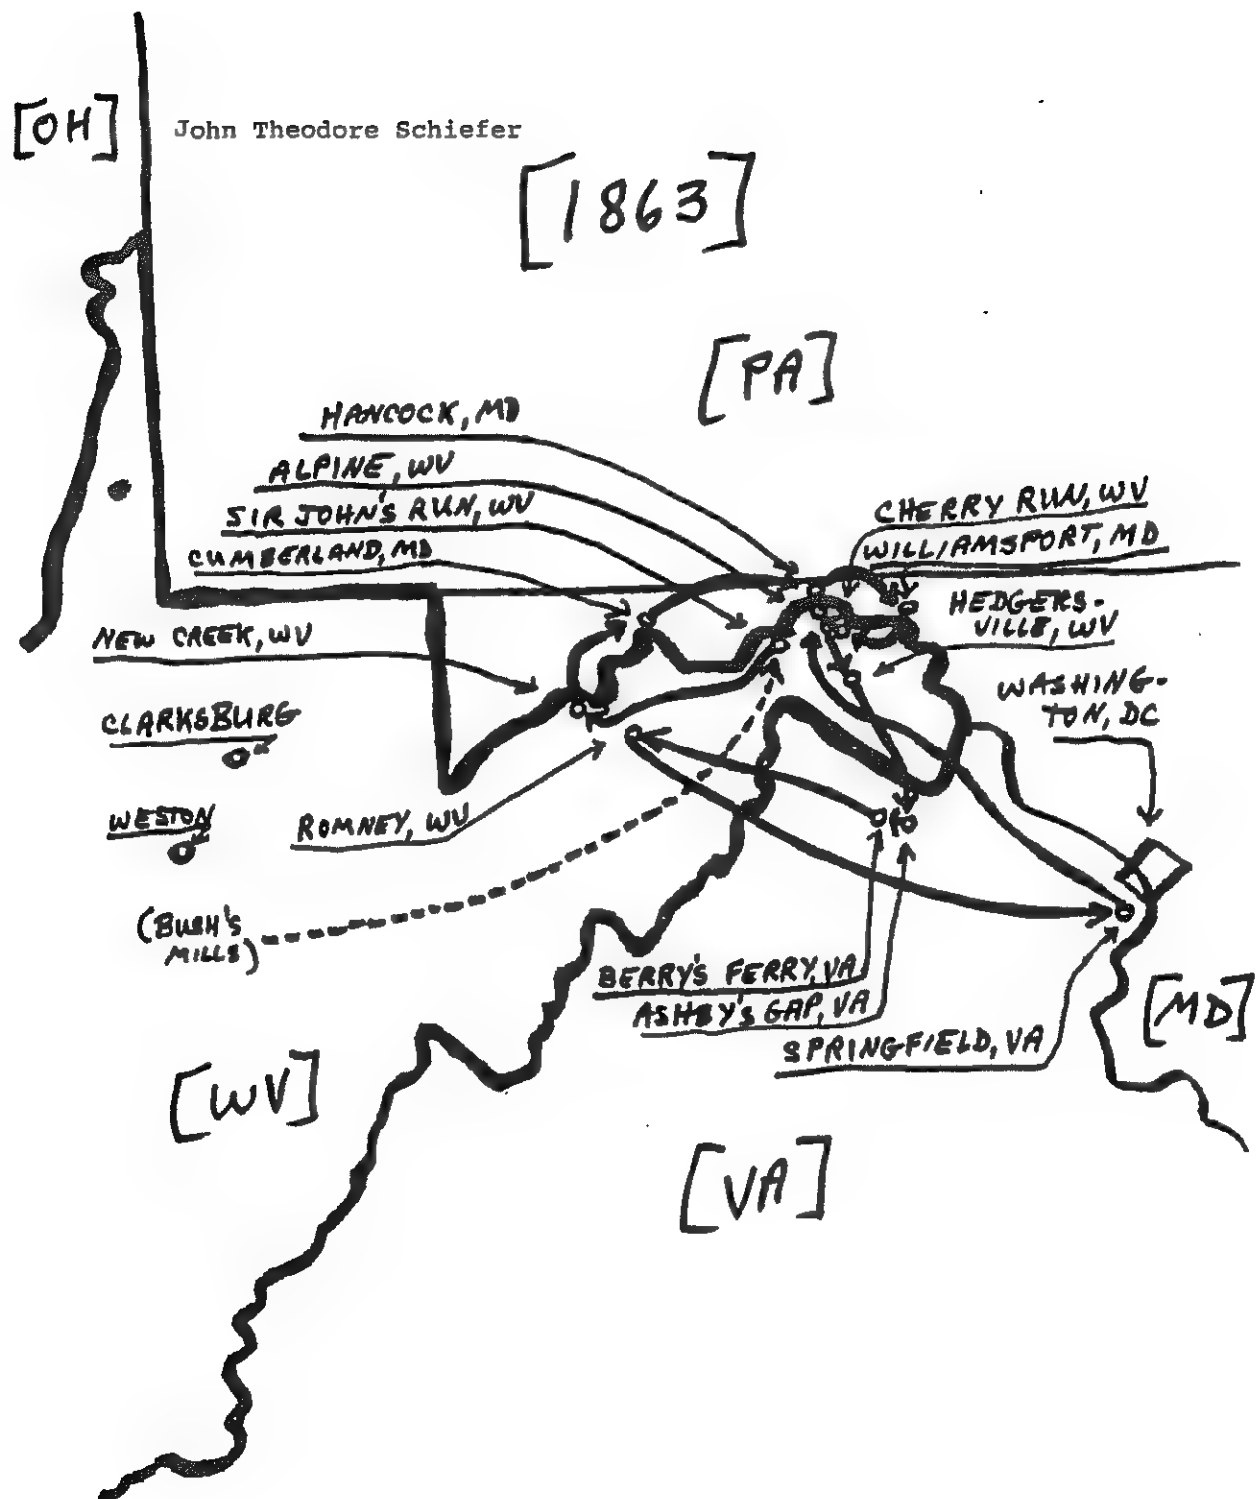 [OH]
John Theodore Schiefer
[1863]
[PA]
HANCOCK, MD
ALPINE, WV
SIR JOHN'S RUN, WV
CUMBERLAND, MD
CHERRY RUN, WV
WILLIAMSPORT, MD
HEDGERS-
VILLE, WV
NEW CREEK, WV
WASHING-
TON, DC
CLARKSBURG
WESTON
ROMNEY, WV
(BUSH'S
MILLS)
BERRY'S FERRY, VA
ASHBY'S GAP, VA
SPRINGFIELD, VA
[MD]
[WV]
[VA]